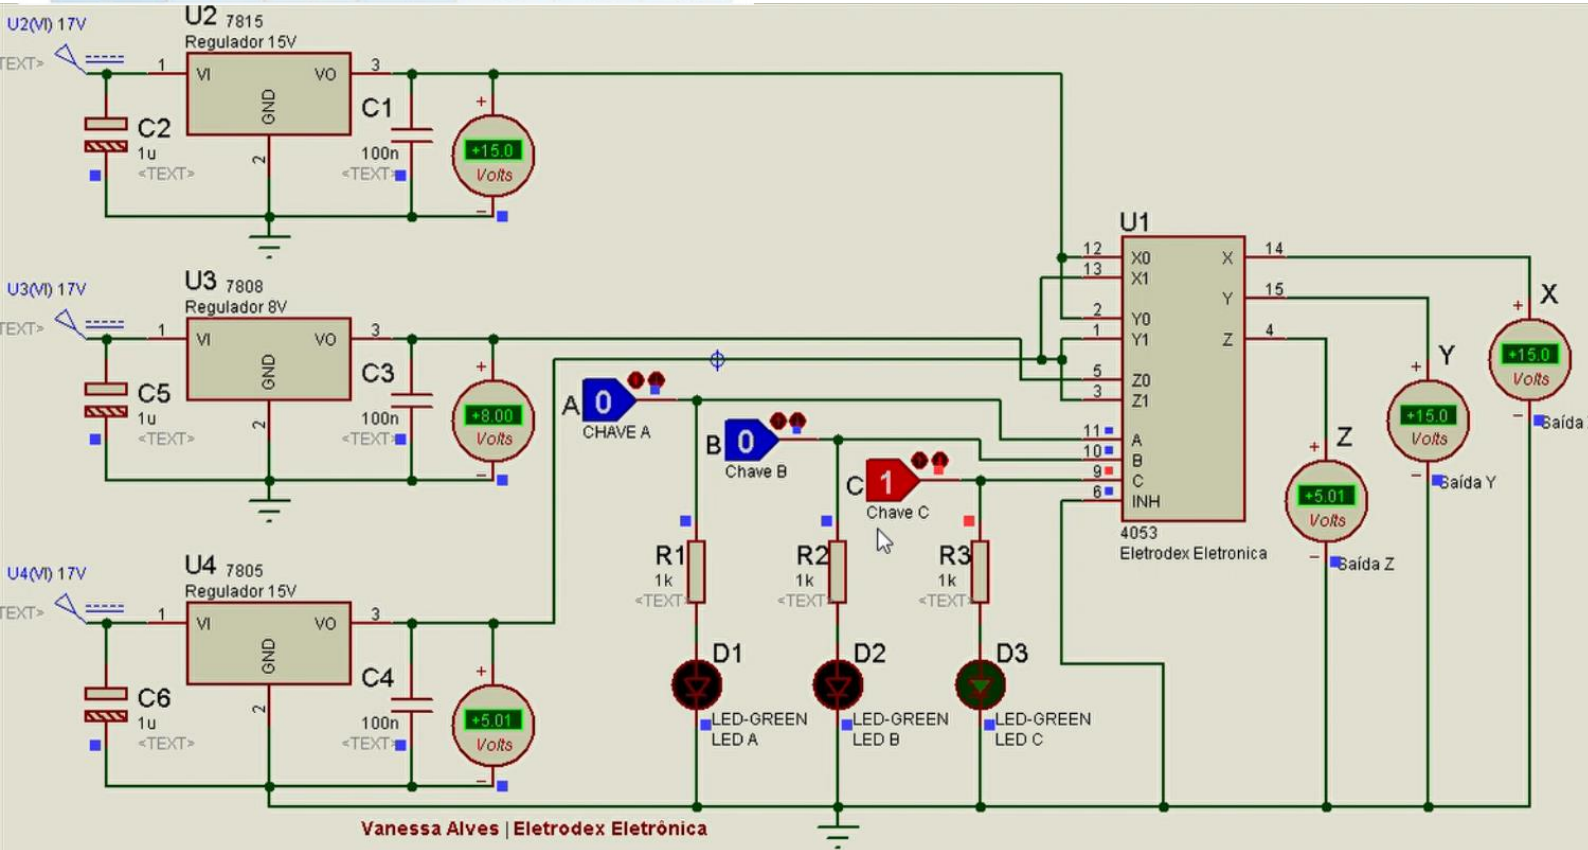 U2(VI) 17V
TEXT>
U2 7815
Regulador 15V
1 VI VO 3
GND
2
C2
1u
<TEXT>
C1
100n
<TEXT>
+
+15.0
Volts
−
U3(VI) 17V
TEXT>
U3 7808
Regulador 8V
1 VI VO 3
GND
2
C5
1u
<TEXT>
C3
100n
<TEXT>
+
+8.00
Volts
−
U4(VI) 17V
TEXT>
U4 7805
Regulador 15V
1 VI VO 3
GND
2
C6
1u
<TEXT>
C4
100n
<TEXT>
+
+5.01
Volts
−
A 0
CHAVE A
B 0
Chave B
C 1
Chave C
R1
1k
<TEXT>
R2
1k
<TEXT>
R3
1k
<TEXT>
D1
LED-GREEN
LED A
D2
LED-GREEN
LED B
D3
LED-GREEN
LED C
U1
12 X0 X 14
13 X1
Y 15
2 Y0
1 Y1 Z 4
5 Z0
3 Z1
11 A
10 B
9 C
6 INH
4053
Eletrodex Eletronica
X
+
+15.0
Volts
−
Saída
Y
+
+15.0
Volts
−
Saída Y
Z
+
+5.01
Volts
−
Saída Z
Vanessa Alves | Eletrodex Eletrônica